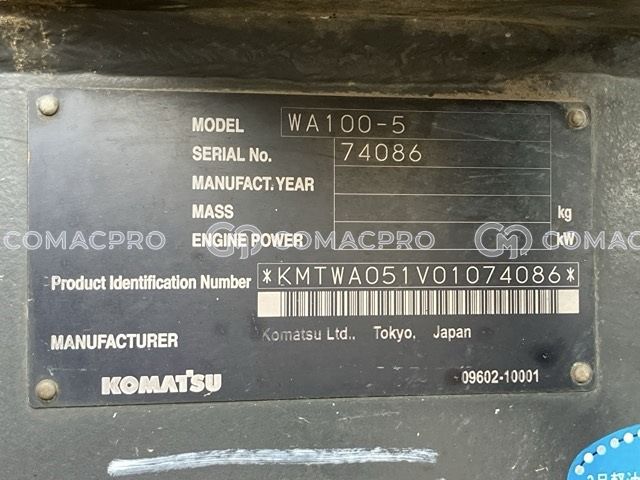 MODEL WA100-5
SERIAL No. 74086
MANUFACT. YEAR
MASS kg
COMACPRO COMACPRO COMACPRO
ENGINE POWER kW
Product Identification Number *KMTWA051V01074086*
MANUFACTURER Komatsu Ltd., Tokyo, Japan
KOMATSU 09602-10001